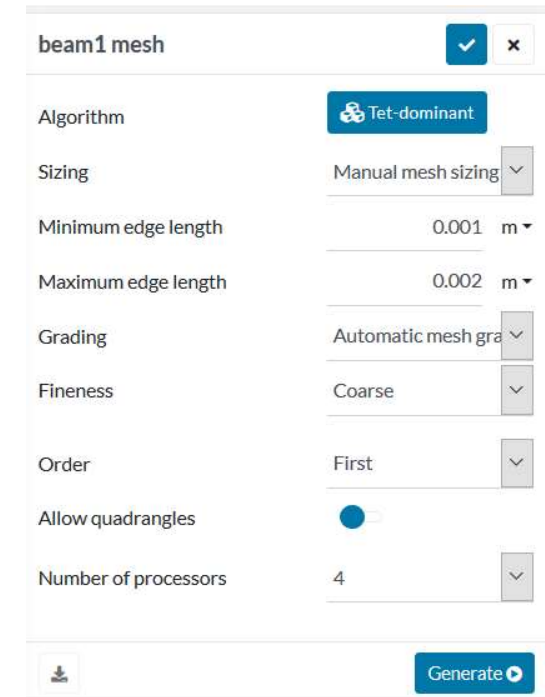 beam1 mesh
Algorithm Tet-dominant
Sizing Manual mesh sizing
Minimum edge length 0.001 m
Maximum edge length 0.002 m
Grading Automatic mesh gra
Fineness Coarse
Order First
Allow quadrangles
Number of processors 4
Generate